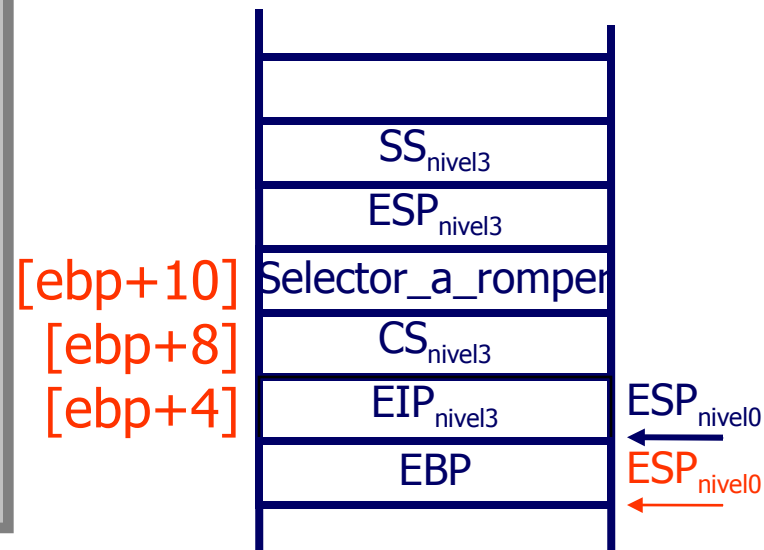 SSnivel3
ESPnivel3
[ebp+10] Selector_a_romper
[ebp+8] CSnivel3
[ebp+4] EIPnivel3 ESPnivel0
EBP ESPnivel0